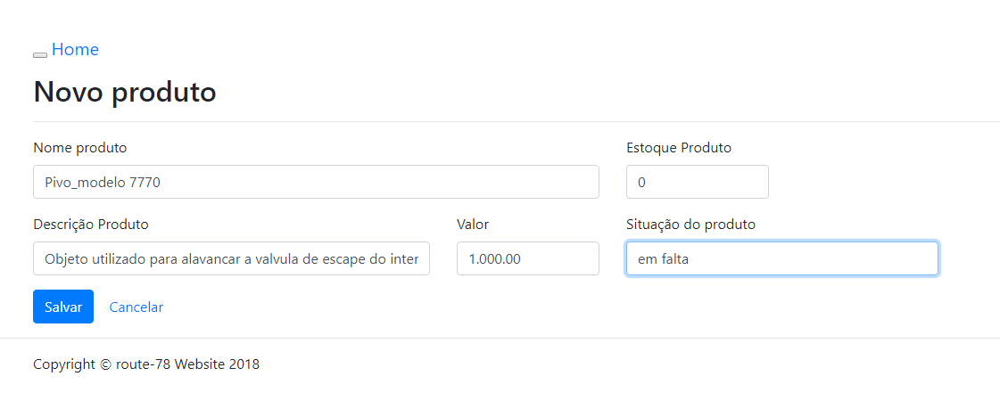 Home
Novo produto
Nome produto
Estoque Produto
Pivo_modelo 7770
0
Descrição Produto
Valor
Situação do produto
Objeto utilizado para alavancar a valvula de escape do inter
1.000.00
em falta
Salvar
Cancelar
Copyright © route-78 Website 2018